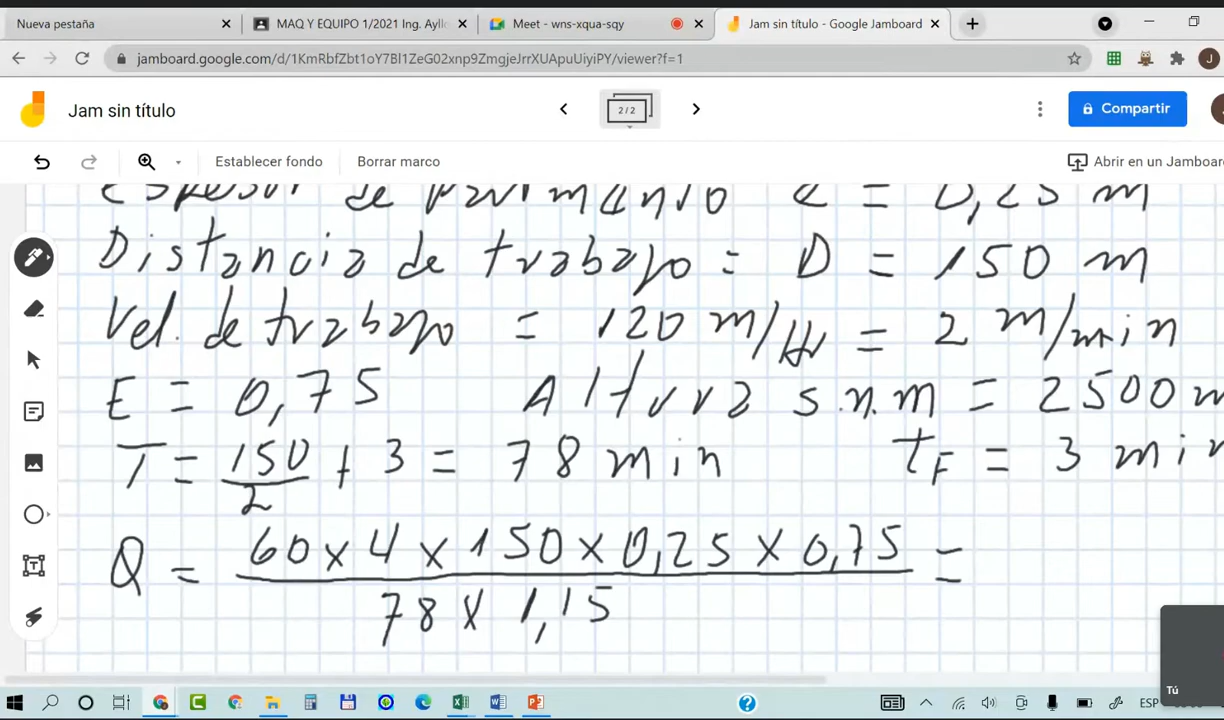 Nueva pestaña
MAQ Y EQUIPO 1/2021 Ing. Ayllo
Meet - wns-xqua-sqy
Jam sin título - Google Jamboard
jamboard.google.com/d/1KmRbfZbt1oY7Bl1ZeG02xnp9ZmgjeJrrXUApuUiyiPY/viewer?f=1
J
Jam sin título
2/2
Compartir
Establecer fondo
Borrar marco
Abrir en un Jamboar
Espesor de pavimento e = 0,25 m
Distancia de trabajo = D = 150 m
Vel. de trabajo = 120 m/Hr = 2 m/min
E = 0,75 Altura s.n.m = 2500 m
T = 150/2 + 3 = 78 min tF = 3 min
Q = 60 x 4 x 150 x 0,25 x 0,75 =
78 x 1,15
Tú
ESP